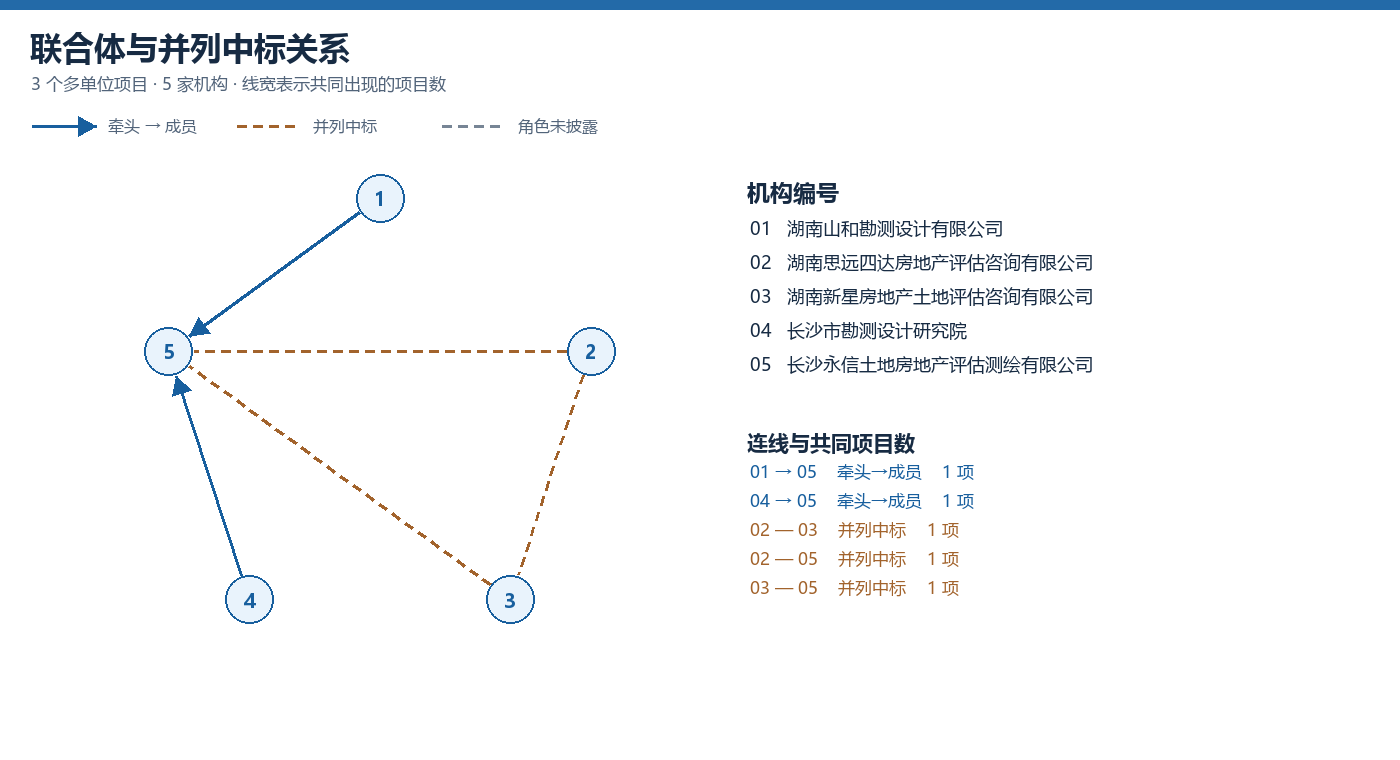 联合体与并列中标关系
3 个多单位项目 · 5 家机构 · 线宽表示共同出现的项目数
牵头 → 成员 并列中标 角色未披露
1
5
2
4
3
机构编号
01 湖南山和勘测设计有限公司
02 湖南思远四达房地产评估咨询有限公司
03 湖南新星房地产土地评估咨询有限公司
04 长沙市勘测设计研究院
05 长沙永信土地房地产评估测绘有限公司
连线与共同项目数
01 → 05 牵头→成员 1 项
04 → 05 牵头→成员 1 项
02 — 03 并列中标 1 项
02 — 05 并列中标 1 项
03 — 05 并列中标 1 项